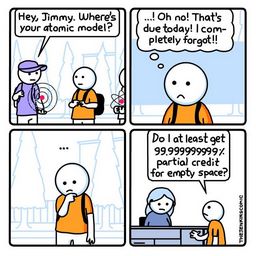 Hey, Jimmy. Where's
your atomic model?
...! Oh no! That's
due today! I com-
pletely forgot!!
...
Do I at least get
99.999999999%
partial credit
for empty space?
THEJENKINSCOMIC